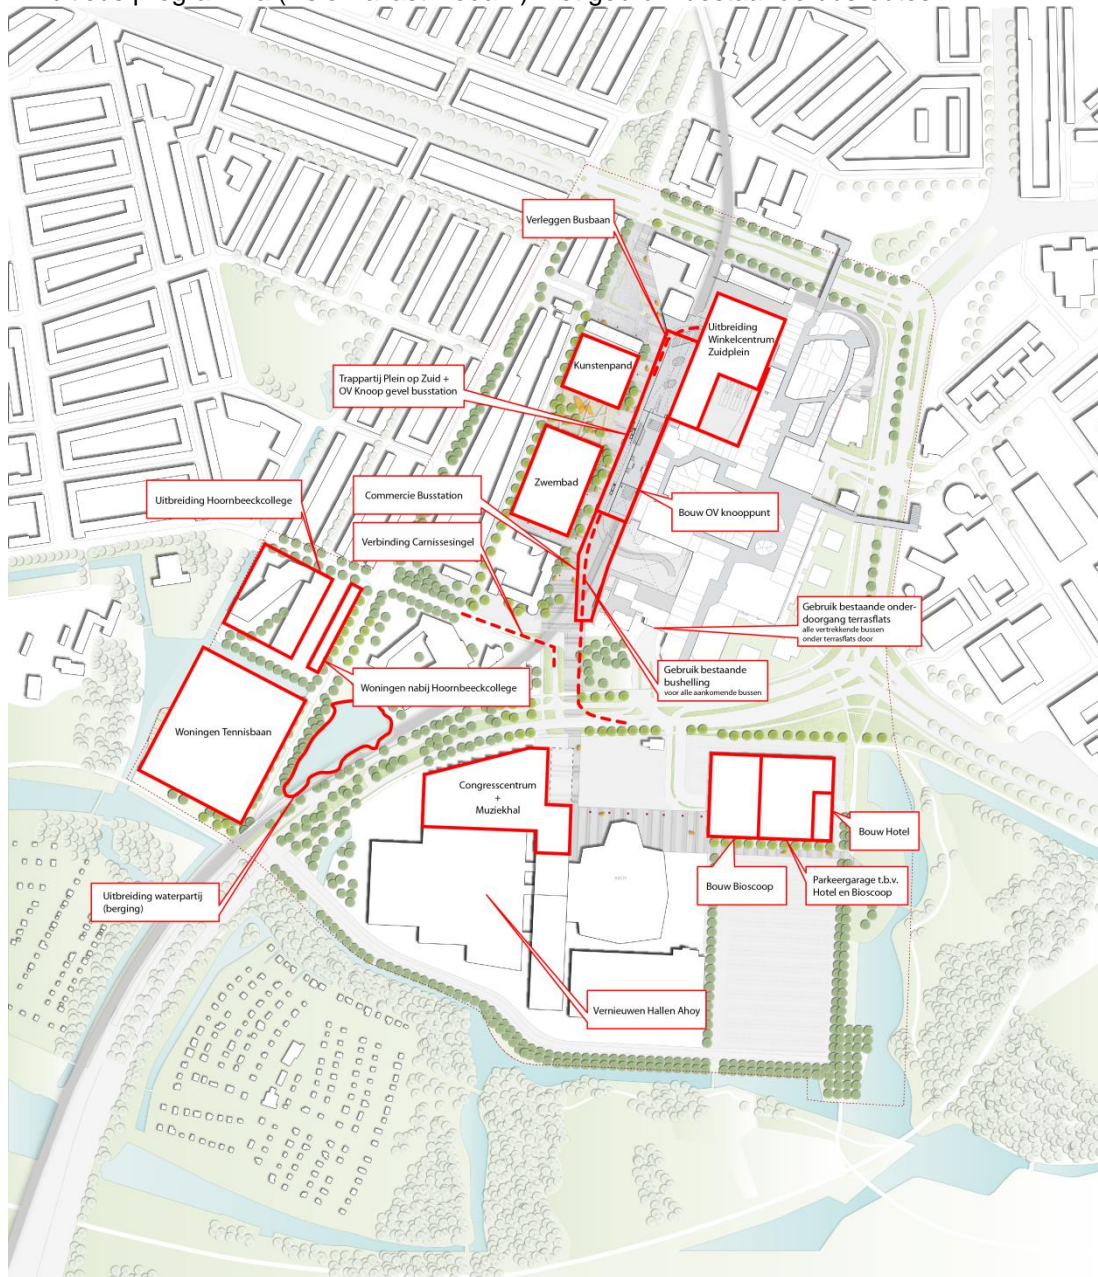 Verleggen Busbaan
Uitbreiding
Winkelcentrum
Zuidplein
Kunstenpand
Trappartij Plein op Zuid +
OV Knoop gevel busstation
Zwembad
Commercie Busstation
Uitbreiding Hoornbeeckcollege
Bouw OV knooppunt
Verbinding Carnissesingel
Gebruik bestaande onder-
doorgang terrasflats
alle vertrekkende bussen
onder terrasflats door
Gebruik bestaande
bushelling
voor alle aankomende bussen
Woningen nabij Hoornbeeckcollege
Woningen Tennisbaan
Congrescentrum
+
Muziekhal
Bouw Hotel
Bouw Bioscoop
Parkeergarage t.b.v.
Hotel en Bioscoop
Uitbreiding waterpartij
(berging)
Vernieuwen Hallen Ahoy